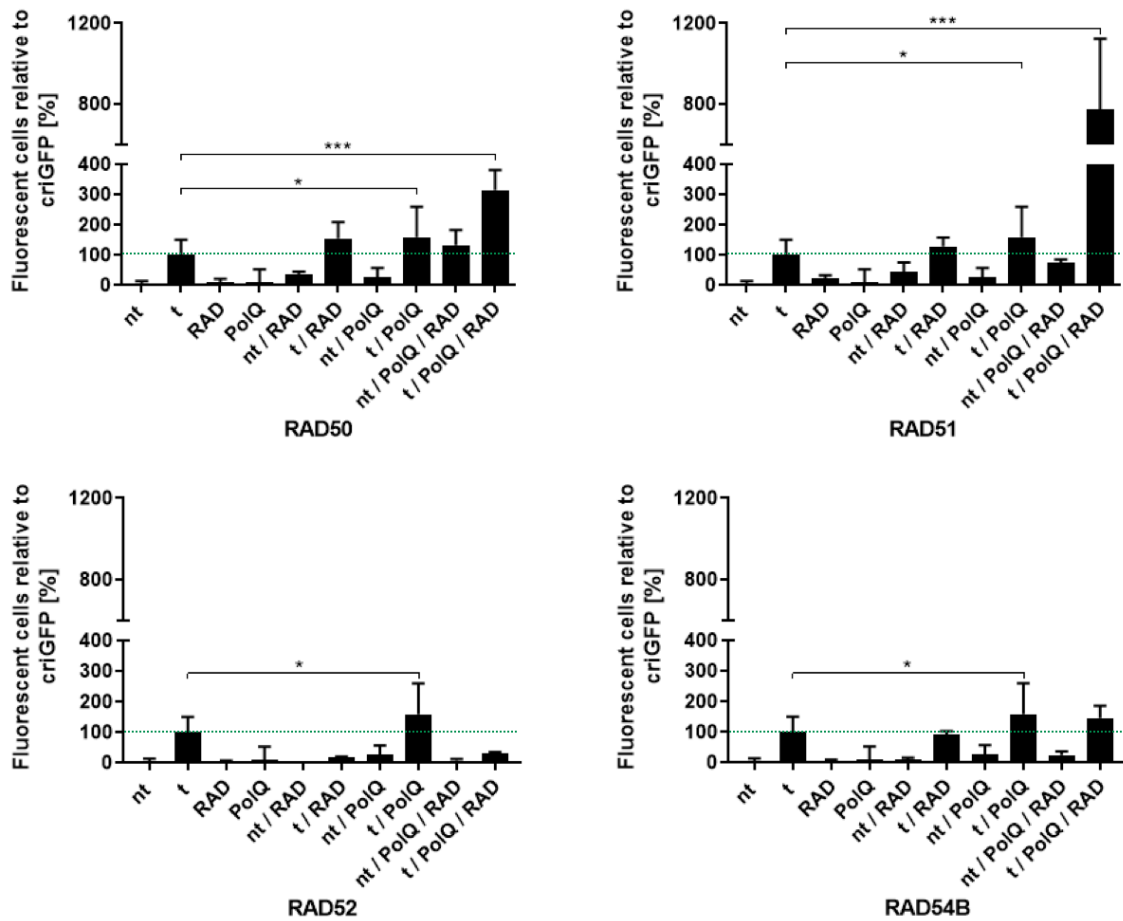 Fluorescent cells relative to
criGFP [%]
1200
800
400
300
200
100
0
***
*
nt
t
RAD
PolQ
nt / RAD
t / RAD
nt / PolQ
t / PolQ
nt / PolQ / RAD
t / PolQ / RAD
RAD50
Fluorescent cells relative to
criGFP [%]
1200
800
400
300
200
100
0
***
*
nt
t
RAD
PolQ
nt / RAD
t / RAD
nt / PolQ
t / PolQ
nt / PolQ / RAD
t / PolQ / RAD
RAD51
Fluorescent cells relative to
criGFP [%]
1200
800
400
300
200
100
0
*
nt
t
RAD
PolQ
nt / RAD
t / RAD
nt / PolQ
t / PolQ
nt / PolQ / RAD
t / PolQ / RAD
RAD52
Fluorescent cells relative to
criGFP [%]
1200
800
400
300
200
100
0
*
nt
t
RAD
PolQ
nt / RAD
t / RAD
nt / PolQ
t / PolQ
nt / PolQ / RAD
t / PolQ / RAD
RAD54B